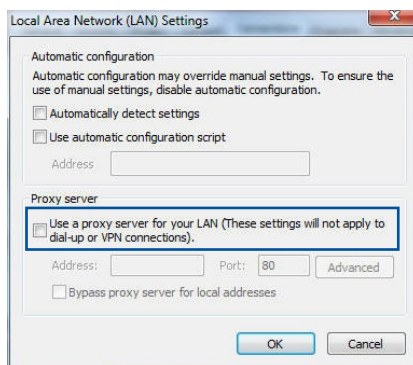 Local Area Network (LAN) Settings
Automatic configuration
Automatic configuration may override manual settings. To ensure the
use of manual settings, disable automatic configuration.
Automatically detect settings
Use automatic configuration script
Address
Proxy server
Use a proxy server for your LAN (These settings will not apply to
dial-up or VPN connections).
Address:
Port: 80 Advanced
Bypass proxy server for local addresses
OK Cancel